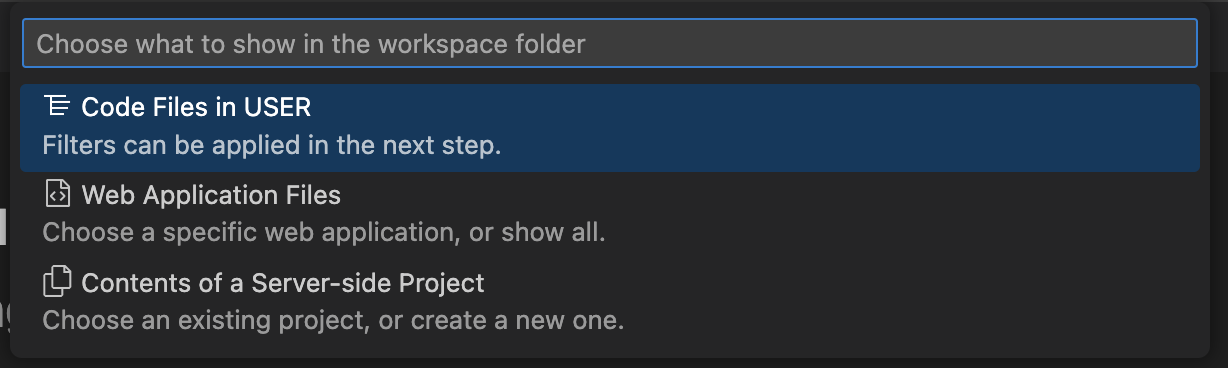 Choose what to show in the workspace folder
Code Files in USER
Filters can be applied in the next step.
Web Application Files
Choose a specific web application, or show all.
Contents of a Server-side Project
Choose an existing project, or create a new one.